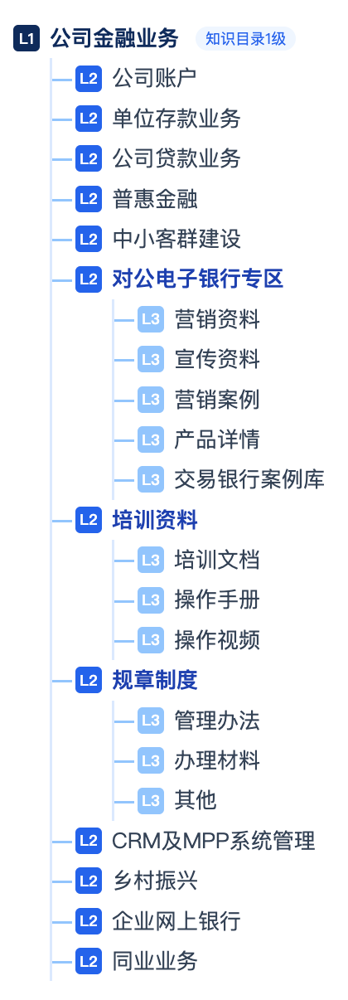 L1 公司金融业务 知识目录1级
L2 公司账户
L2 单位存款业务
L2 公司贷款业务
L2 普惠金融
L2 中小客群建设
L2 对公电子银行专区
L3 营销资料
L3 宣传资料
L3 营销案例
L3 产品详情
L3 交易银行案例库
L2 培训资料
L3 培训文档
L3 操作手册
L3 操作视频
L2 规章制度
L3 管理办法
L3 办理材料
L3 其他
L2 CRM及MPP系统管理
L2 乡村振兴
L2 企业网上银行
L2 同业业务